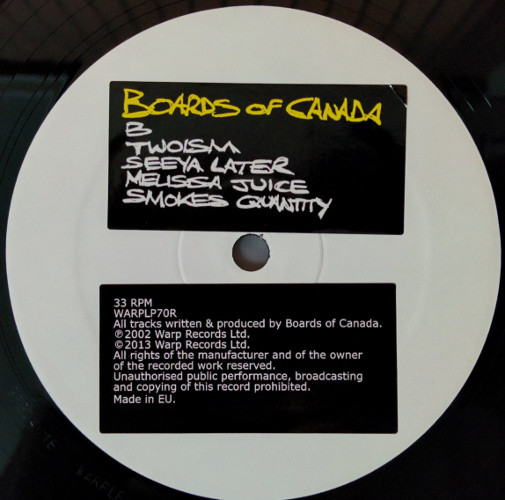 BOARDS OF CANADA
B
TWOISM
SEEYA LATER
MELISSA JUICE
SMOKES QUANTITY
33 RPM
WARPLP70R
All tracks written & produced by Boards of Canada.
℗2002 Warp Records Ltd.
©2013 Warp Records Ltd.
All rights of the manufacturer and of the owner
of the recorded work reserved.
Unauthorised public performance, broadcasting
and copying of this record prohibited.
Made in EU.